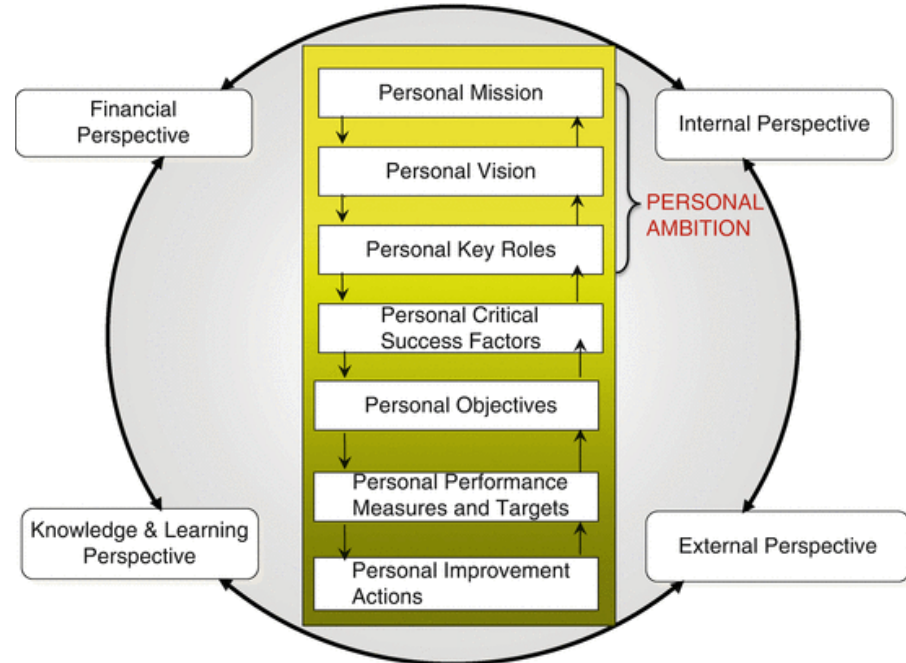 Personal Mission
Financial
Perspective
Internal Perspective
Personal Vision
PERSONAL
AMBITION
Personal Key Roles
Personal Critical
Success Factors
Personal Objectives
Personal Performance
Measures and Targets
Knowledge & Learning
Perspective
External Perspective
Personal Improvement
Actions